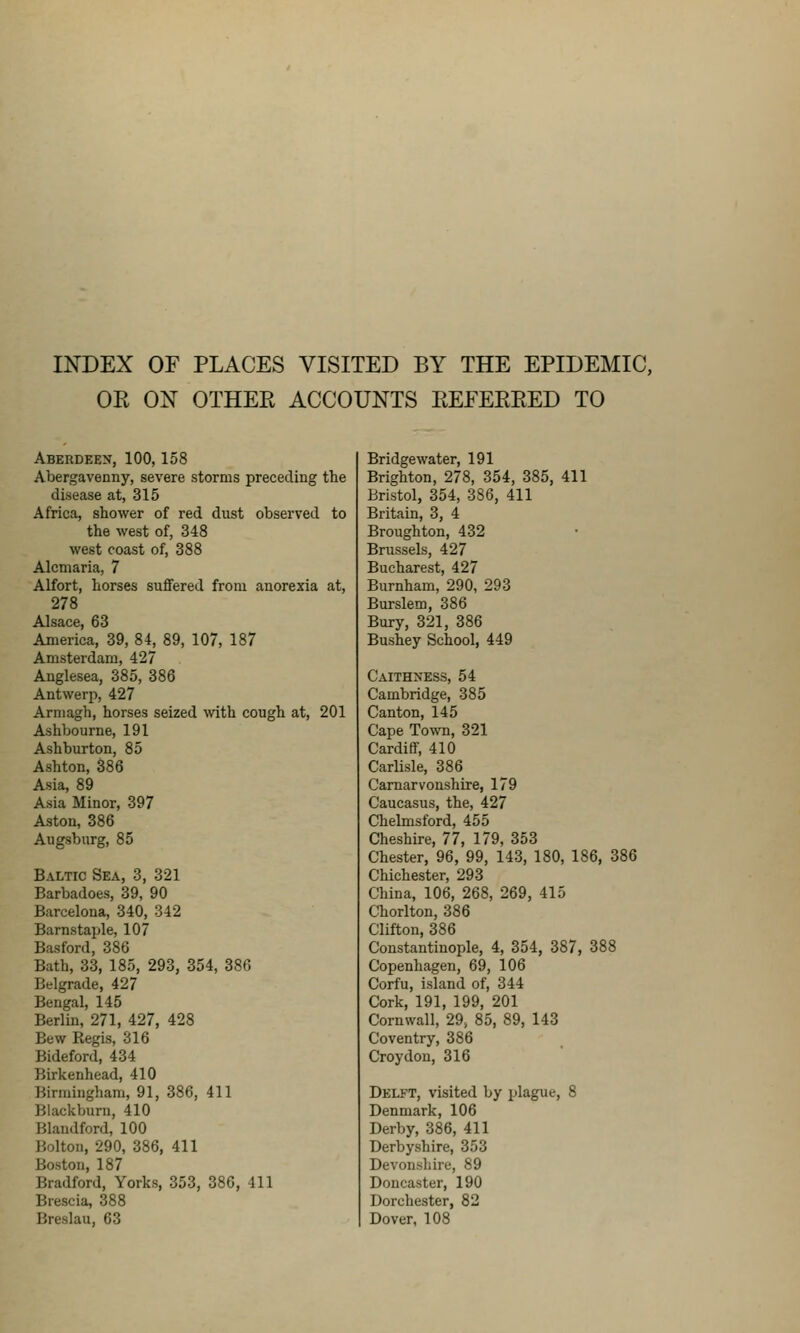 INDEX OF PLACES VISITED BY THE EPIDEMIC,
OR ON OTHER ACCOUNTS REFERRED TO
ABERDEEN, 100, 158
Abergavenny, severe storms preceding the
disease at, 315
Africa, shower of red dust observed to
the west of, 348
west coast of, 388
Alcmaria, 7
Alfort, horses suffered from anorexia at,
278
Alsace, 63
America, 39, 84, 89, 107, 187
Amsterdam, 427
Anglesea, 385, 386
Antwerp, 427
Armagh, horses seized with cough at, 201
Ashbourne, 191
Ashburton, 85
Ashton, 386
Asia, 89
Asia Minor, 397
Aston, 386
Augsburg, 85
BALTIC SEA, 3, 321
Barbadoes, 39, 90
Barcelona, 340, 342
Barnstaple, 107
Basford, 386
Bath, 33, 185, 293, 354, 386
Belgrade, 427
Bengal, 145
Berlin, 271, 427, 428
Bew Regis, 316
Bideford, 434
Birkenhead, 410
Birmingham, 91, 386, 411
Blackburn, 410
Blandford, 100
Bolton, 290, 386, 411
Boston, 187
Bradford, Yorks, 353, 386, 411
Brescia, 388
Breslau, 63
Bridgewater, 191
Brighton, 278, 354, 385, 411
Bristol, 354, 386, 411
Britain, 3, 4
Broughton, 432
Brussels, 427
Bucharest, 427
Burnham, 290, 293
Burslem, 386
Bury, 321, 386
Bushey School, 449
CAITHNESS, 54
Cambridge, 385
Canton, 145
Cape Town, 321
Cardiff, 410
Carlisle, 386
Carnarvonshire, 179
Caucasus, the, 427
Chelmsford, 455
Cheshire, 77, 179, 353
Chester, 96, 99, 143, 180, 186, 386
Chichester, 293
China, 106, 268, 269, 415
Chorlton, 386
Clifton, 386
Constantinople, 4, 354, 387, 388
Copenhagen, 69, 106
Corfu, island of, 344
Cork, 191, 199, 201
Cornwall, 29, 85, 89, 143
Coventry, 386
Croydon, 316
DELFT, visited by plague, 8
Denmark, 106
Derby, 386, 411
Derbyshire, 353
Devonshire, 89
Doncaster, 190
Dorchester, 82
Dover, 108